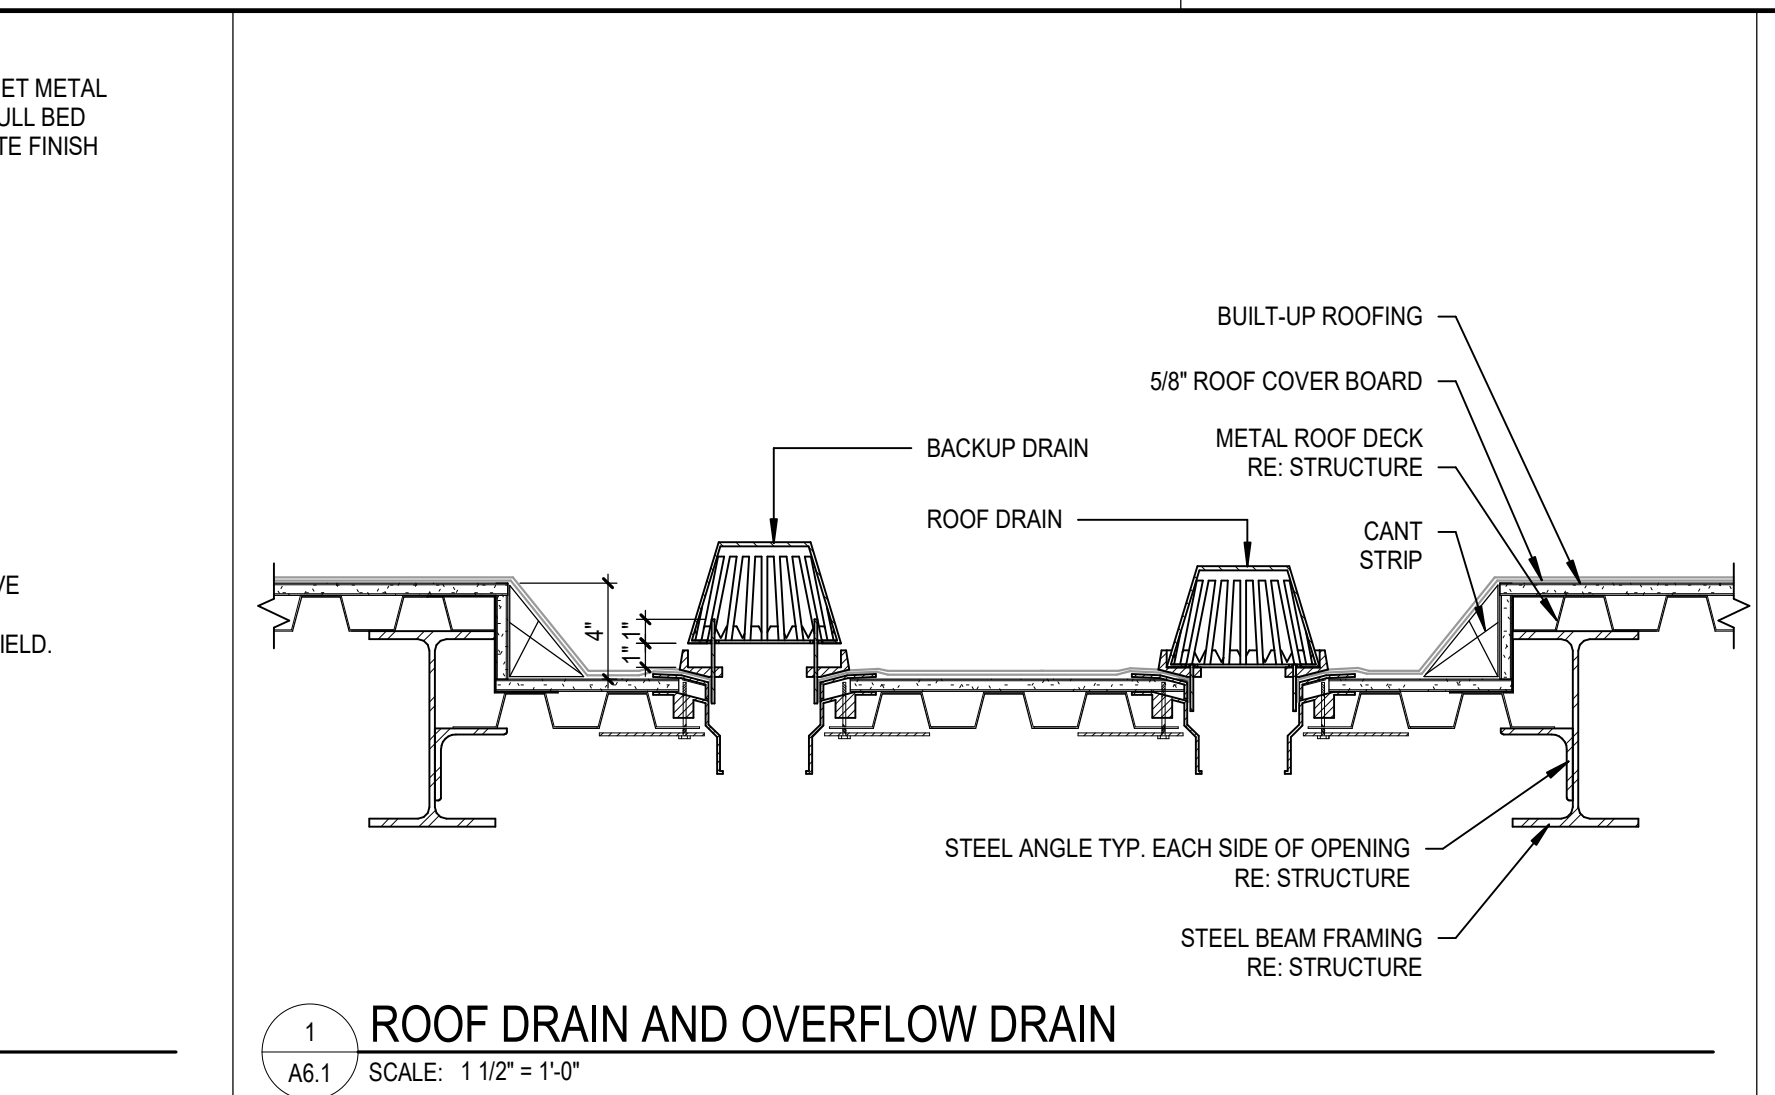 ET METAL
ULL BED
TE FINISH
VE
IELD.
BUILT-UP ROOFING
5/8" ROOF COVER BOARD
METAL ROOF DECK
RE: STRUCTURE
BACKUP DRAIN
ROOF DRAIN
CANT
STRIP
4"
1"
1"
STEEL ANGLE TYP. EACH SIDE OF OPENING
RE: STRUCTURE
STEEL BEAM FRAMING
RE: STRUCTURE
1
ROOF DRAIN AND OVERFLOW DRAIN
A6.1
SCALE: 1 1/2" = 1'-0"